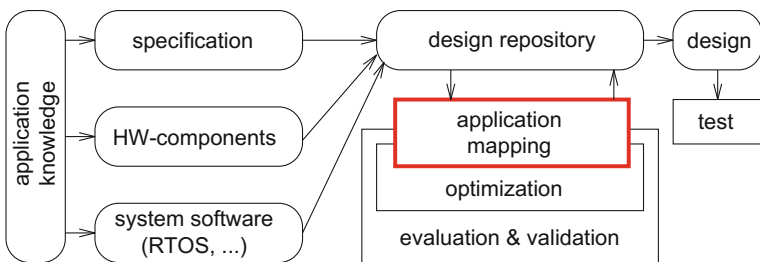 application
knowledge
specification
HW-components
system software
(RTOS, ...)
design repository
application
mapping
optimization
evaluation & validation
design
test